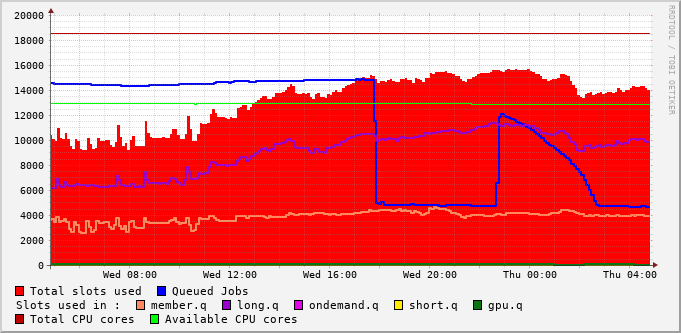 20000
18000
16000
14000
12000
10000
8000
6000
4000
2000
0
Wed 08:00 Wed 12:00 Wed 16:00 Wed 20:00 Thu 00:00 Thu 04:00
Total slots used Queued Jobs
Slots used in : member.q long.q ondemand.q short.q gpu.q
Total CPU cores Available CPU cores
RRDTOOL / TOBI OETIKER